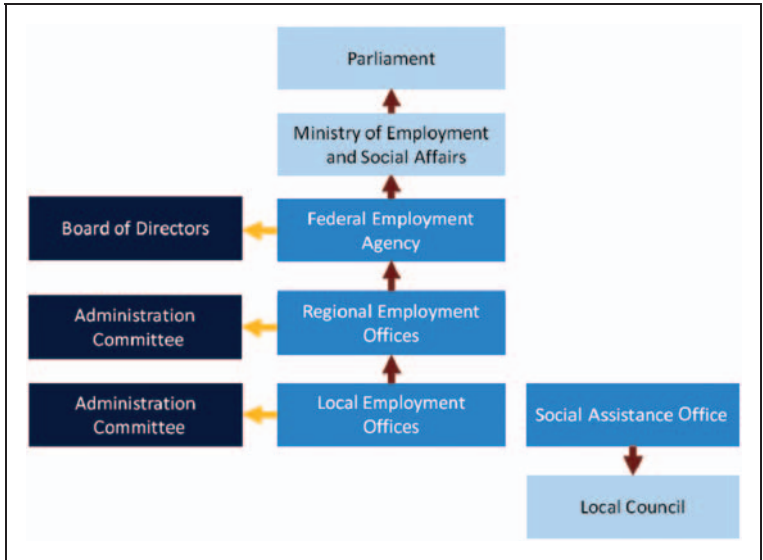 Parliament
Ministry of Employment
and Social Affairs
Board of Directors
Federal Employment
Agency
Administration
Committee
Regional Employment
Offices
Administration
Committee
Local Employment
Offices
Social Assistance Office
Local Council